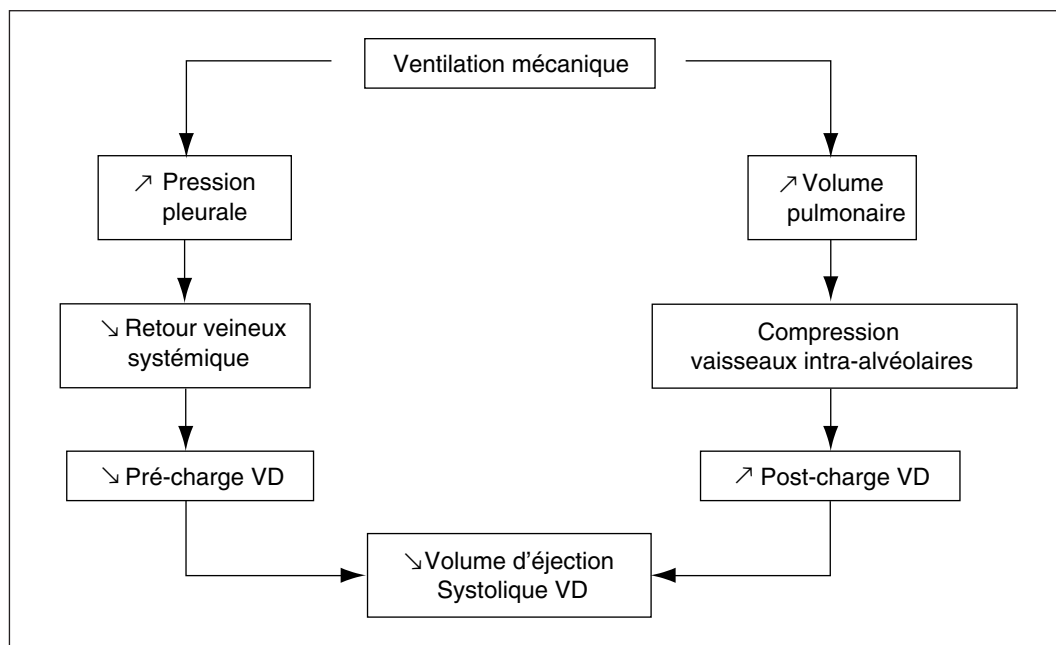 Ventilation mécanique
↗ Pression
pleurale
↗ Volume
pulmonaire
↘ Retour veineux
systémique
Compression
vaisseaux intra-alvéolaires
↘ Pré-charge VD
↗ Post-charge VD
↘ Volume d'éjection
Systolique VD